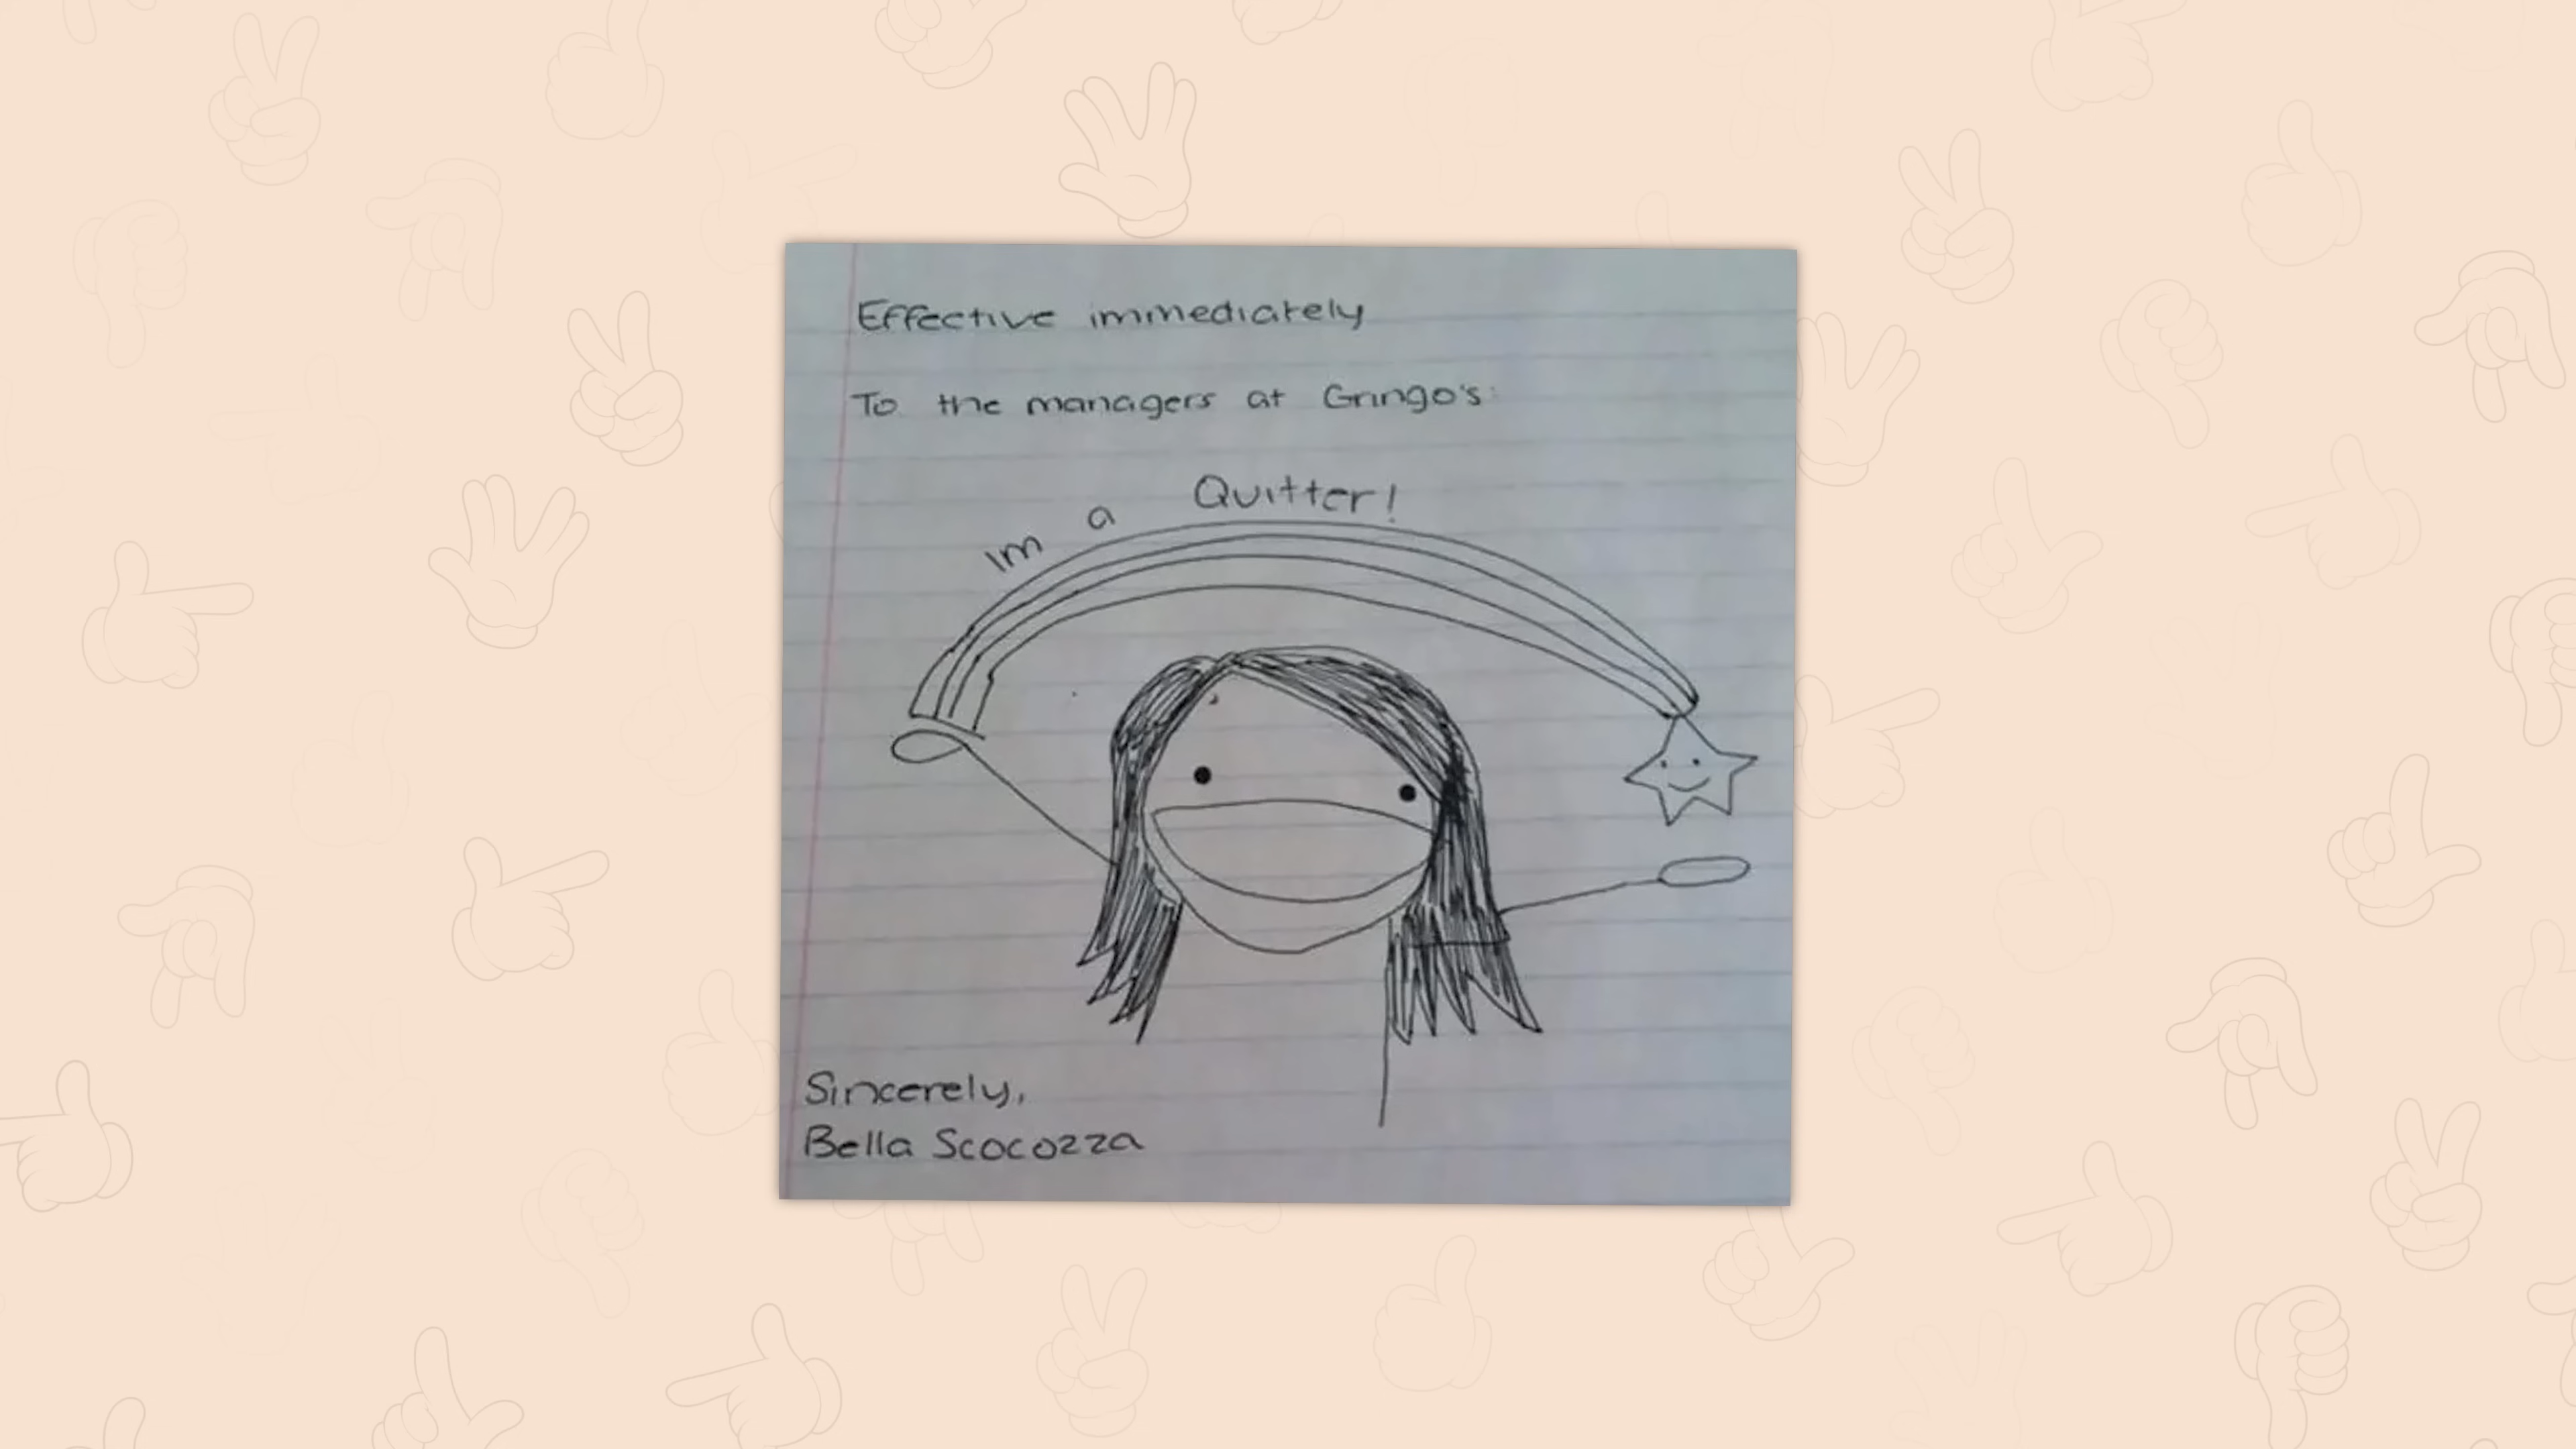 Effective immediately
To the managers at Gringo's:
Im a Quitter!
Sincerely,
Bella Scocozza